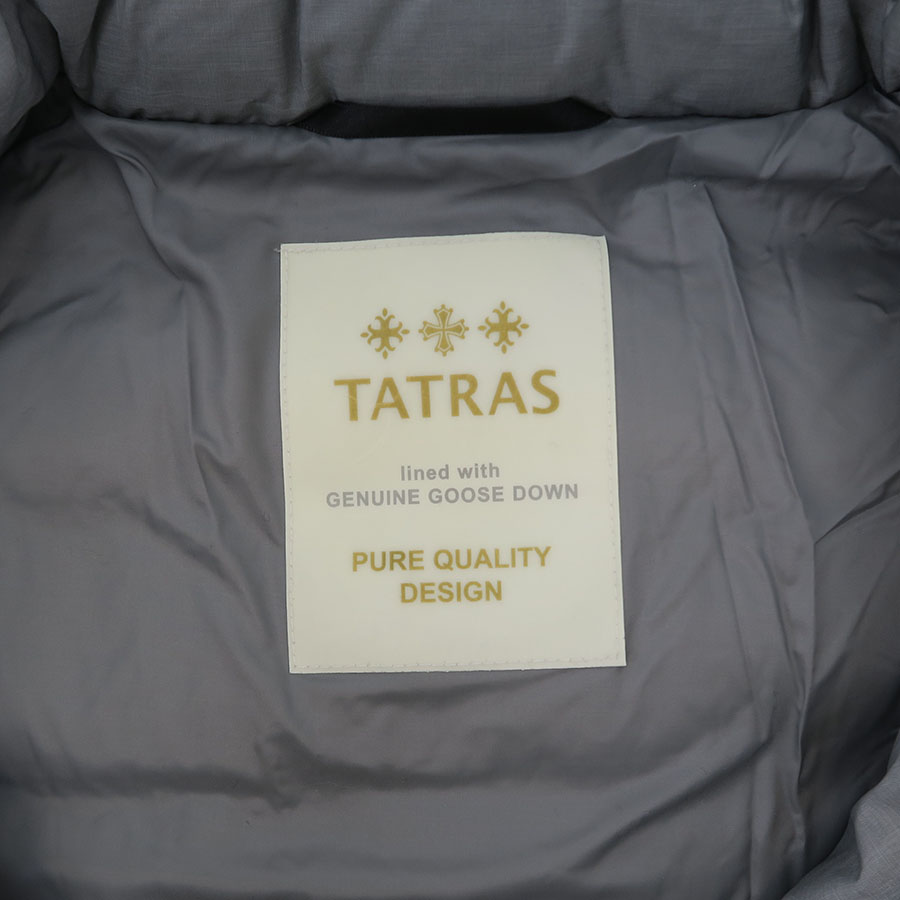 TATRAS
lined with
GENUINE GOOSE DOWN
PURE QUALITY
DESIGN